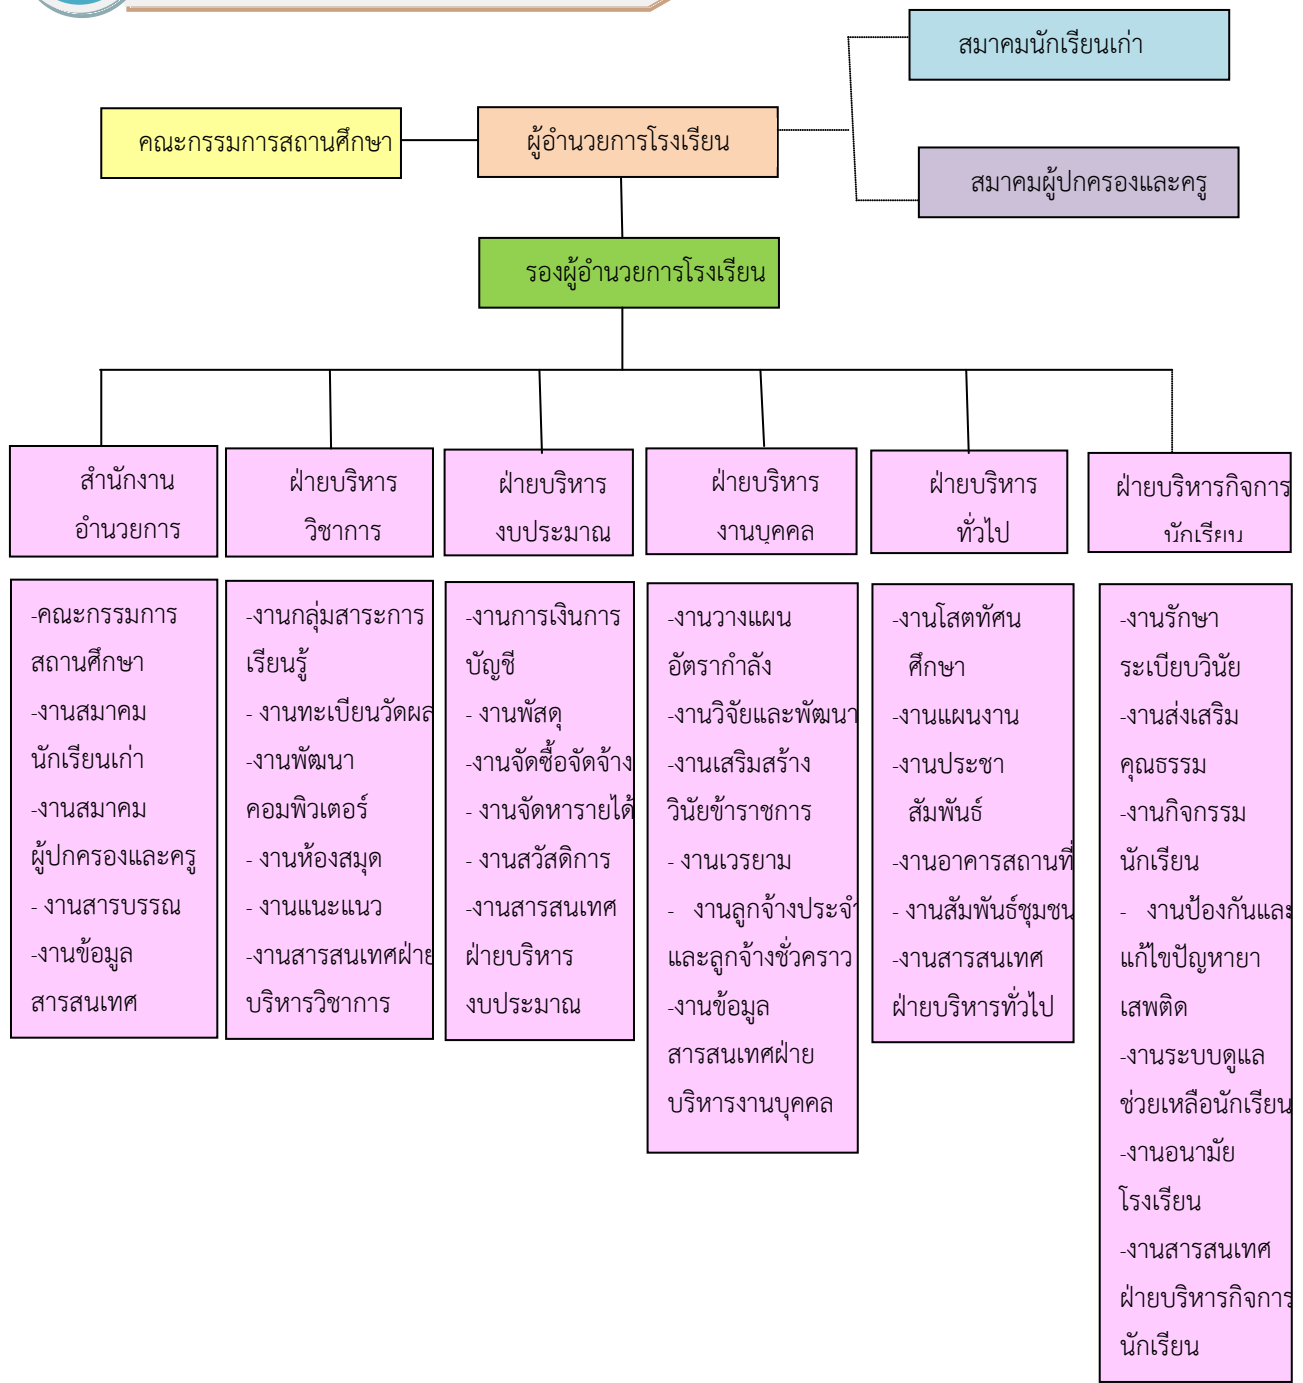 สมาคมนักเรียนเก่า
คณะกรรมการสถานศึกษา
ผู้อำนวยการโรงเรียน
สมาคมผู้ปกครองและครู
รองผู้อำนวยการโรงเรียน
สำนักงาน
อำนวยการ
ฝ่ายบริหาร
วิชาการ
ฝ่ายบริหาร
งบประมาณ
ฝ่ายบริหาร
งานบุคคล
ฝ่ายบริหาร
ทั่วไป
ฝ่ายบริหารกิจการ
นักเรียน
-คณะกรรมการ
สถานศึกษา
-งานสมาคม
นักเรียนเก่า
-งานสมาคม
ผู้ปกครองและครู
- งานสารบรรณ
-งานข้อมูล
สารสนเทศ
-งานกลุ่มสาระการ
เรียนรู้
- งานทะเบียนวัดผล
-งานพัฒนา
คอมพิวเตอร์
- งานห้องสมุด
- งานแนะแนว
-งานสารสนเทศฝ่าย
บริหารวิชาการ
-งานการเงินการ
บัญชี
- งานพัสดุ
-งานจัดซื้อจัดจ้าง
- งานจัดหารายได้
- งานสวัสดิการ
-งานสารสนเทศ
ฝ่ายบริหาร
งบประมาณ
-งานวางแผน
อัตรากำลัง
-งานวิจัยและพัฒนา
-งานเสริมสร้าง
วินัยข้าราชการ
- งานเวรยาม
- งานลูกจ้างประจำ
และลูกจ้างชั่วคราว
-งานข้อมูล
สารสนเทศฝ่าย
บริหารงานบุคคล
-งานโสตทัศน
ศึกษา
-งานแผนงาน
-งานประชา
สัมพันธ์
-งานอาคารสถานที่
- งานสัมพันธ์ชุมชน
-งานสารสนเทศ
ฝ่ายบริหารทั่วไป
-งานรักษา
ระเบียบวินัย
-งานส่งเสริม
คุณธรรม
-งานกิจกรรม
นักเรียน
- งานป้องกันและ
แก้ไขปัญหายา
เสพติด
-งานระบบดูแล
ช่วยเหลือนักเรียน
-งานอนามัย
โรงเรียน
-งานสารสนเทศ
ฝ่ายบริหารกิจการ
นักเรียน